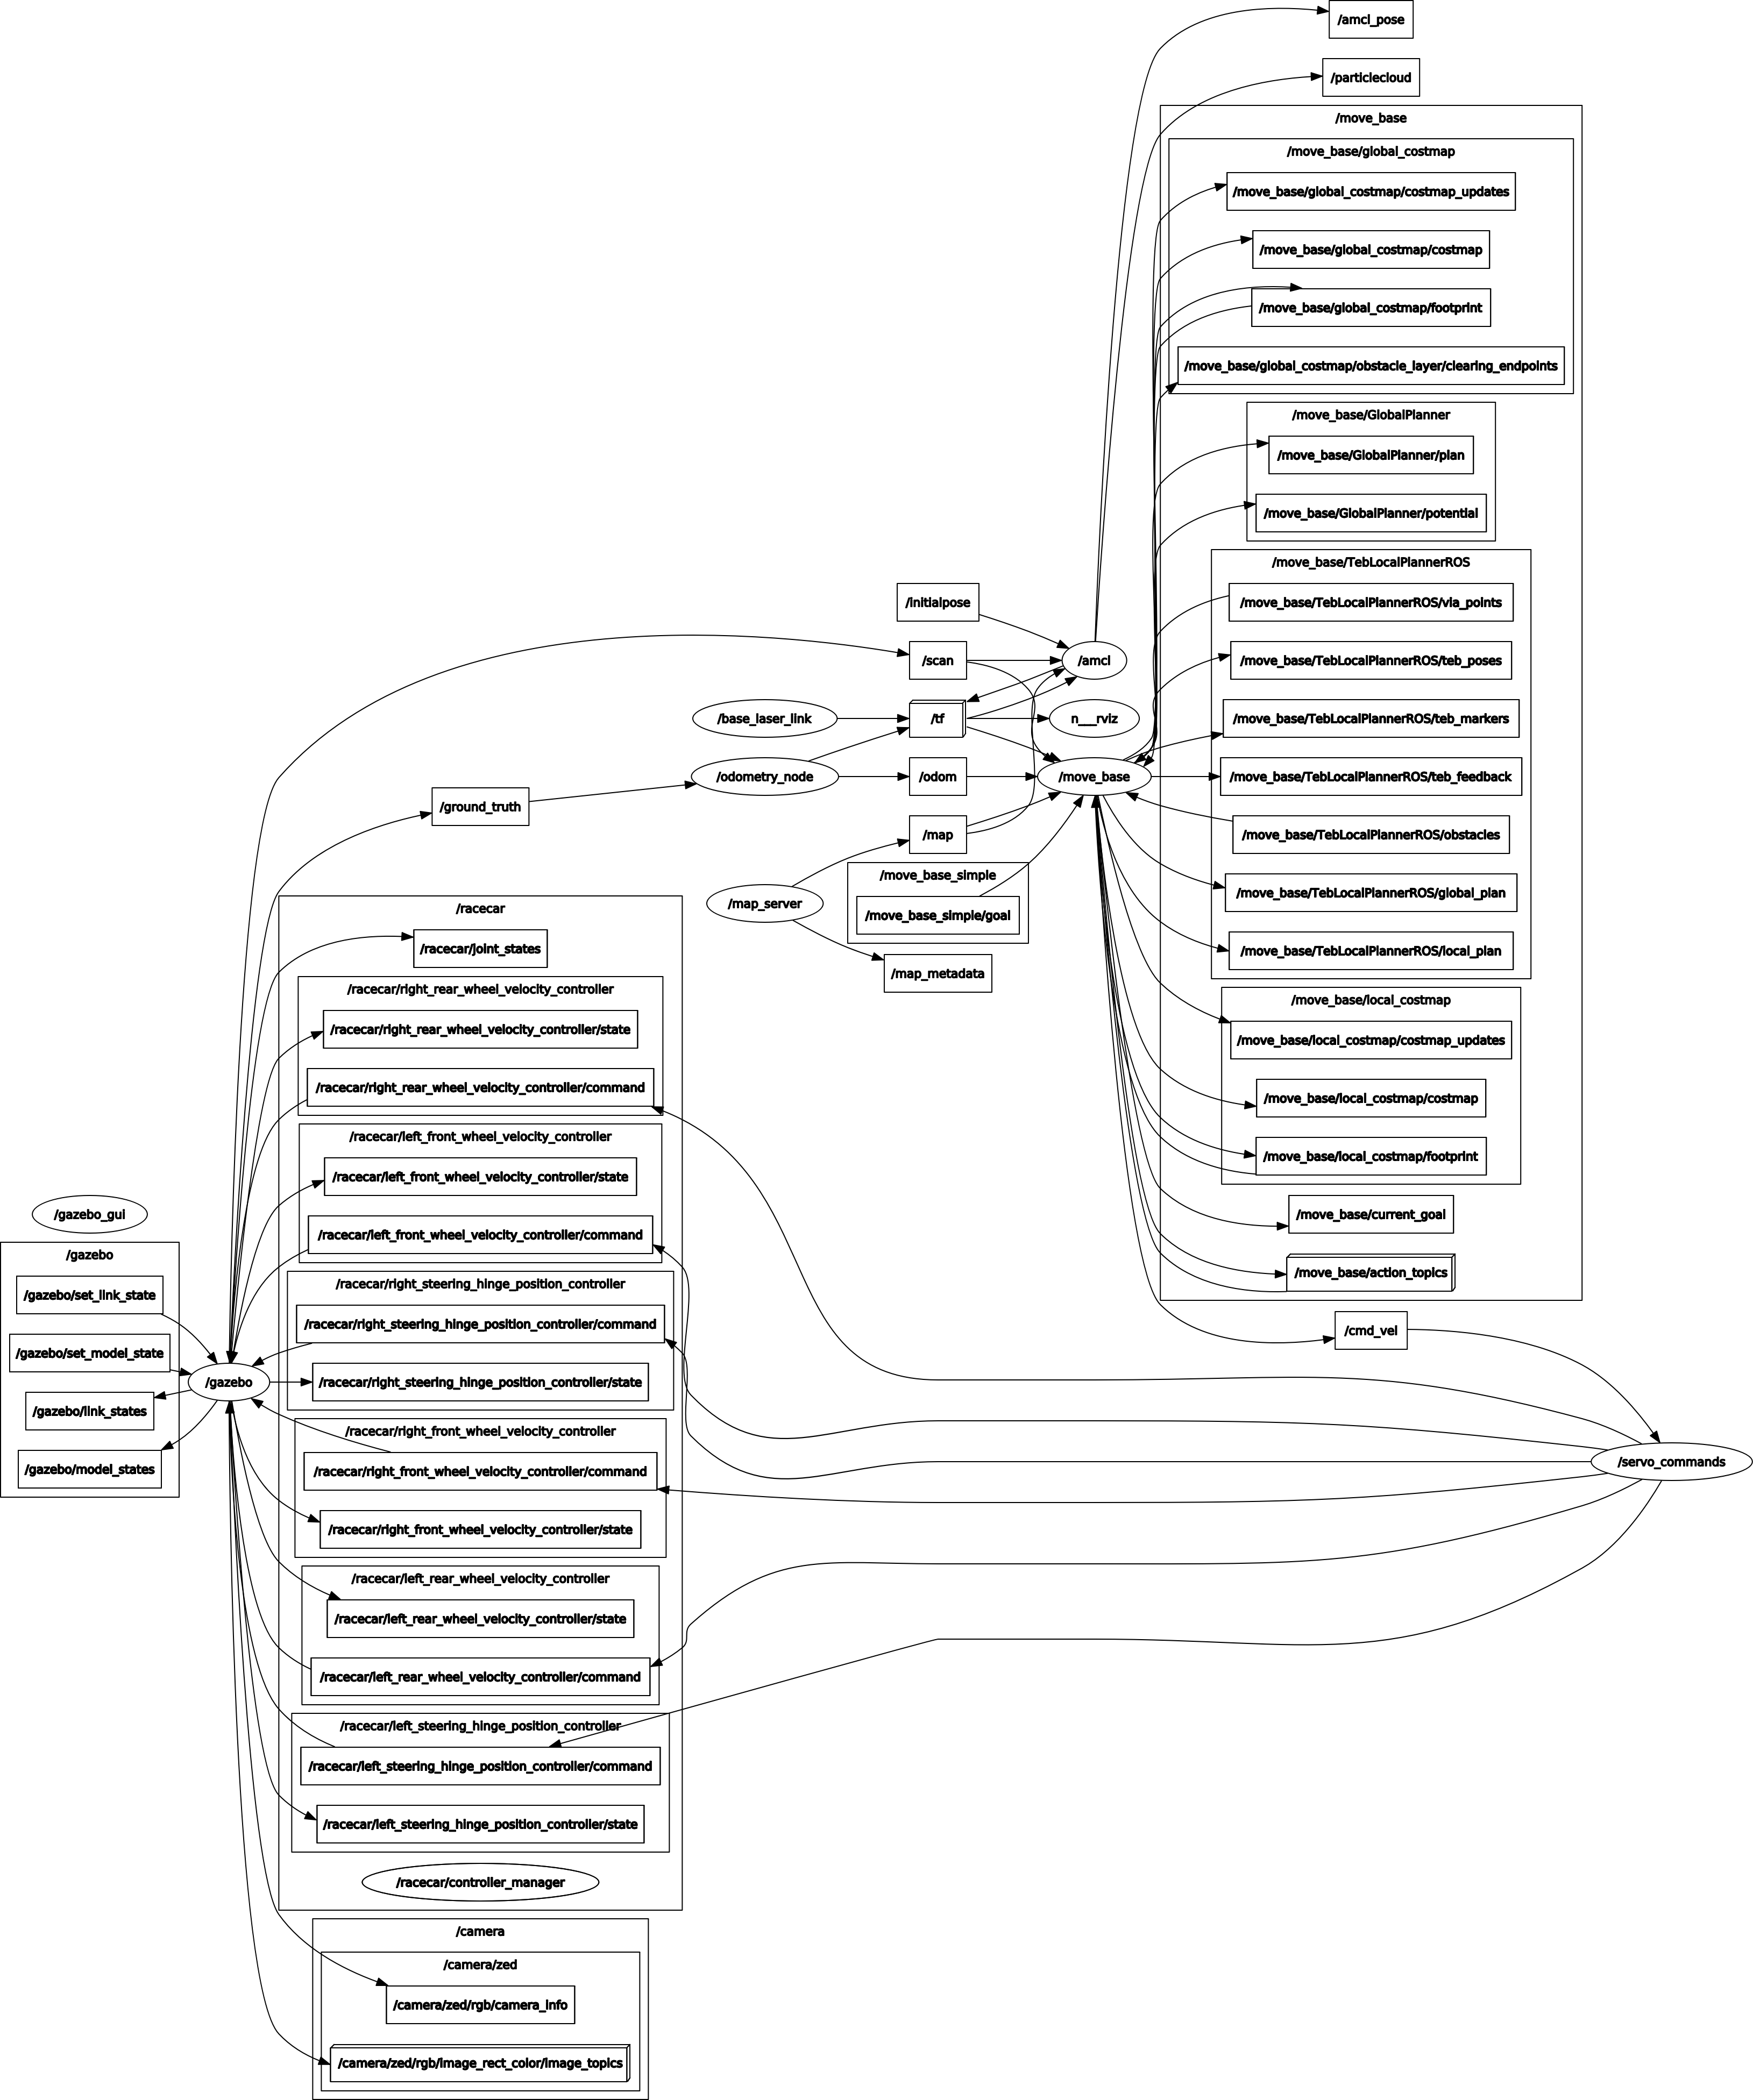 /amcl_pose
/particlecloud
/move_base
/move_base/global_costmap
/move_base/global_costmap/costmap_updates
/move_base/global_costmap/costmap
/move_base/global_costmap/footprint
/move_base/global_costmap/obstacle_layer/clearing_endpoints
/move_base/GlobalPlanner
/move_base/GlobalPlanner/plan
/move_base/GlobalPlanner/potential
/move_base/TebLocalPlannerROS
/move_base/TebLocalPlannerROS/via_points
/move_base/TebLocalPlannerROS/teb_poses
/move_base/TebLocalPlannerROS/teb_markers
/move_base/TebLocalPlannerROS/teb_feedback
/move_base/TebLocalPlannerROS/obstacles
/move_base/TebLocalPlannerROS/global_plan
/move_base/TebLocalPlannerROS/local_plan
/move_base/local_costmap
/move_base/local_costmap/costmap_updates
/move_base/local_costmap/costmap
/move_base/local_costmap/footprint
/move_base/current_goal
/move_base/action_topics
/cmd_vel
/servo_commands
/initialpose
/scan
/amcl
/base_laser_link
/tf
n___rviz
/odometry_node
/odom
/move_base
/ground_truth
/map
/map_server
/move_base_simple
/move_base_simple/goal
/map_metadata
/racecar
/racecar/joint_states
/racecar/right_rear_wheel_velocity_controller
/racecar/right_rear_wheel_velocity_controller/state
/racecar/right_rear_wheel_velocity_controller/command
/racecar/left_front_wheel_velocity_controller
/racecar/left_front_wheel_velocity_controller/state
/racecar/left_front_wheel_velocity_controller/command
/racecar/right_steering_hinge_position_controller
/racecar/right_steering_hinge_position_controller/command
/racecar/right_steering_hinge_position_controller/state
/racecar/right_front_wheel_velocity_controller
/racecar/right_front_wheel_velocity_controller/command
/racecar/right_front_wheel_velocity_controller/state
/racecar/left_rear_wheel_velocity_controller
/racecar/left_rear_wheel_velocity_controller/state
/racecar/left_rear_wheel_velocity_controller/command
/racecar/left_steering_hinge_position_controller
/racecar/left_steering_hinge_position_controller/command
/racecar/left_steering_hinge_position_controller/state
/racecar/controller_manager
/gazebo_gui
/gazebo
/gazebo/set_link_state
/gazebo/set_model_state
/gazebo/link_states
/gazebo/model_states
/gazebo
/camera
/camera/zed
/camera/zed/rgb/camera_info
/camera/zed/rgb/image_rect_color/image_topics